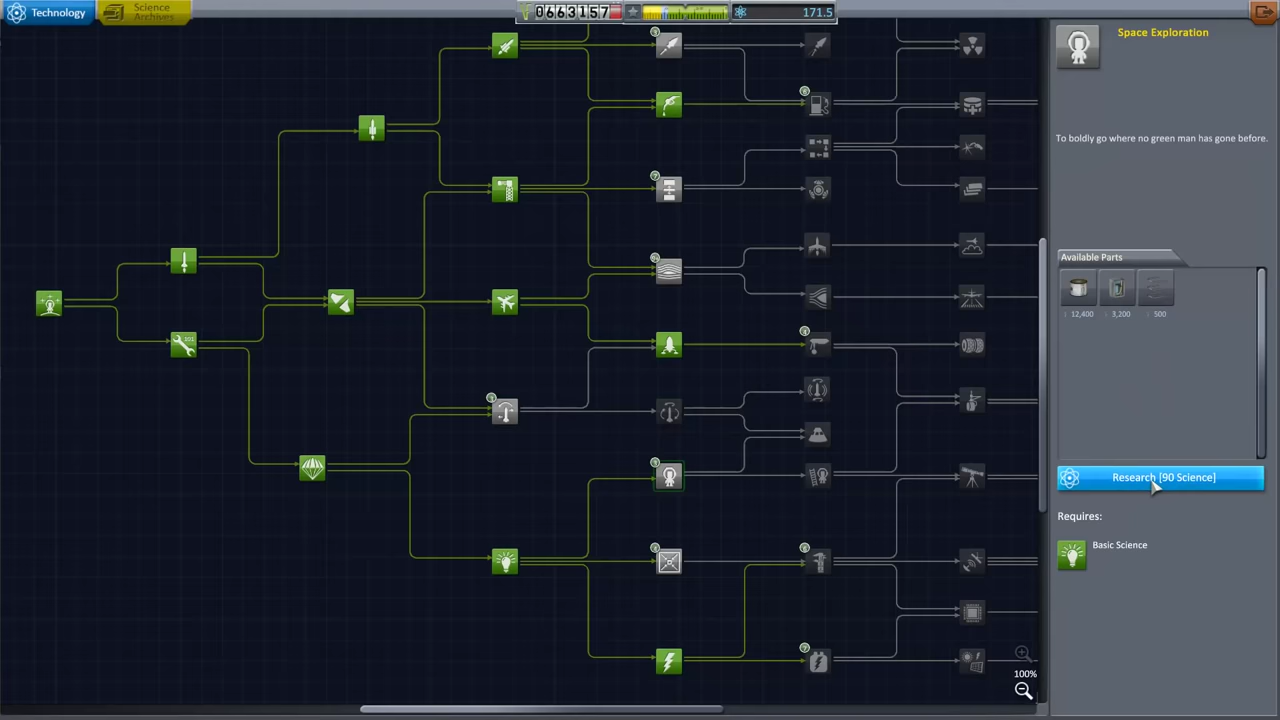 Technology
Science
Archives
0663157
171.5
Space Exploration
To boldly go where no green man has gone before.
Available Parts
12,400
3,200
500
Research [90 Science]
Requires:
Basic Science
101
100%